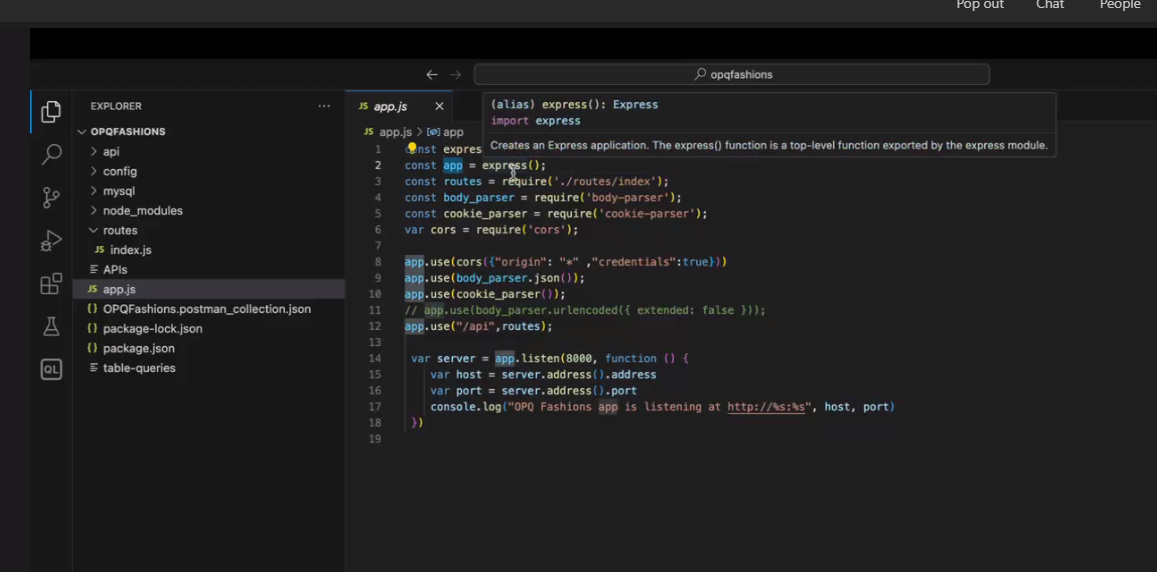 Pop out Chat People
opqfashions
EXPLORER
OPQFASHIONS
api
config
mysql
node_modules
routes
JS index.js
APIs
JS app.js
{} OPQFashions.postman_collection.json
{} package-lock.json
{} package.json
table-queries
QL
JS app.js
JS app.js > app
(alias) express(): Express
import express
Creates an Express application. The express() function is a top-level function exported by the express module.
1 const expres
2 const app = express();
3 const routes = require('./routes/index');
4 const body_parser = require('body-parser');
5 const cookie_parser = require('cookie-parser');
6 var cors = require('cors');
7
8 app.use(cors({"origin": "*" ,"credentials":true}))
9 app.use(body_parser.json());
10 app.use(cookie_parser());
11 // app.use(body_parser.urlencoded({ extended: false }));
12 app.use("/api",routes);
13
14 var server = app.listen(8000, function () {
15 var host = server.address().address
16 var port = server.address().port
17 console.log("OPQ Fashions app is listening at http://%s:%s", host, port)
18 })
19